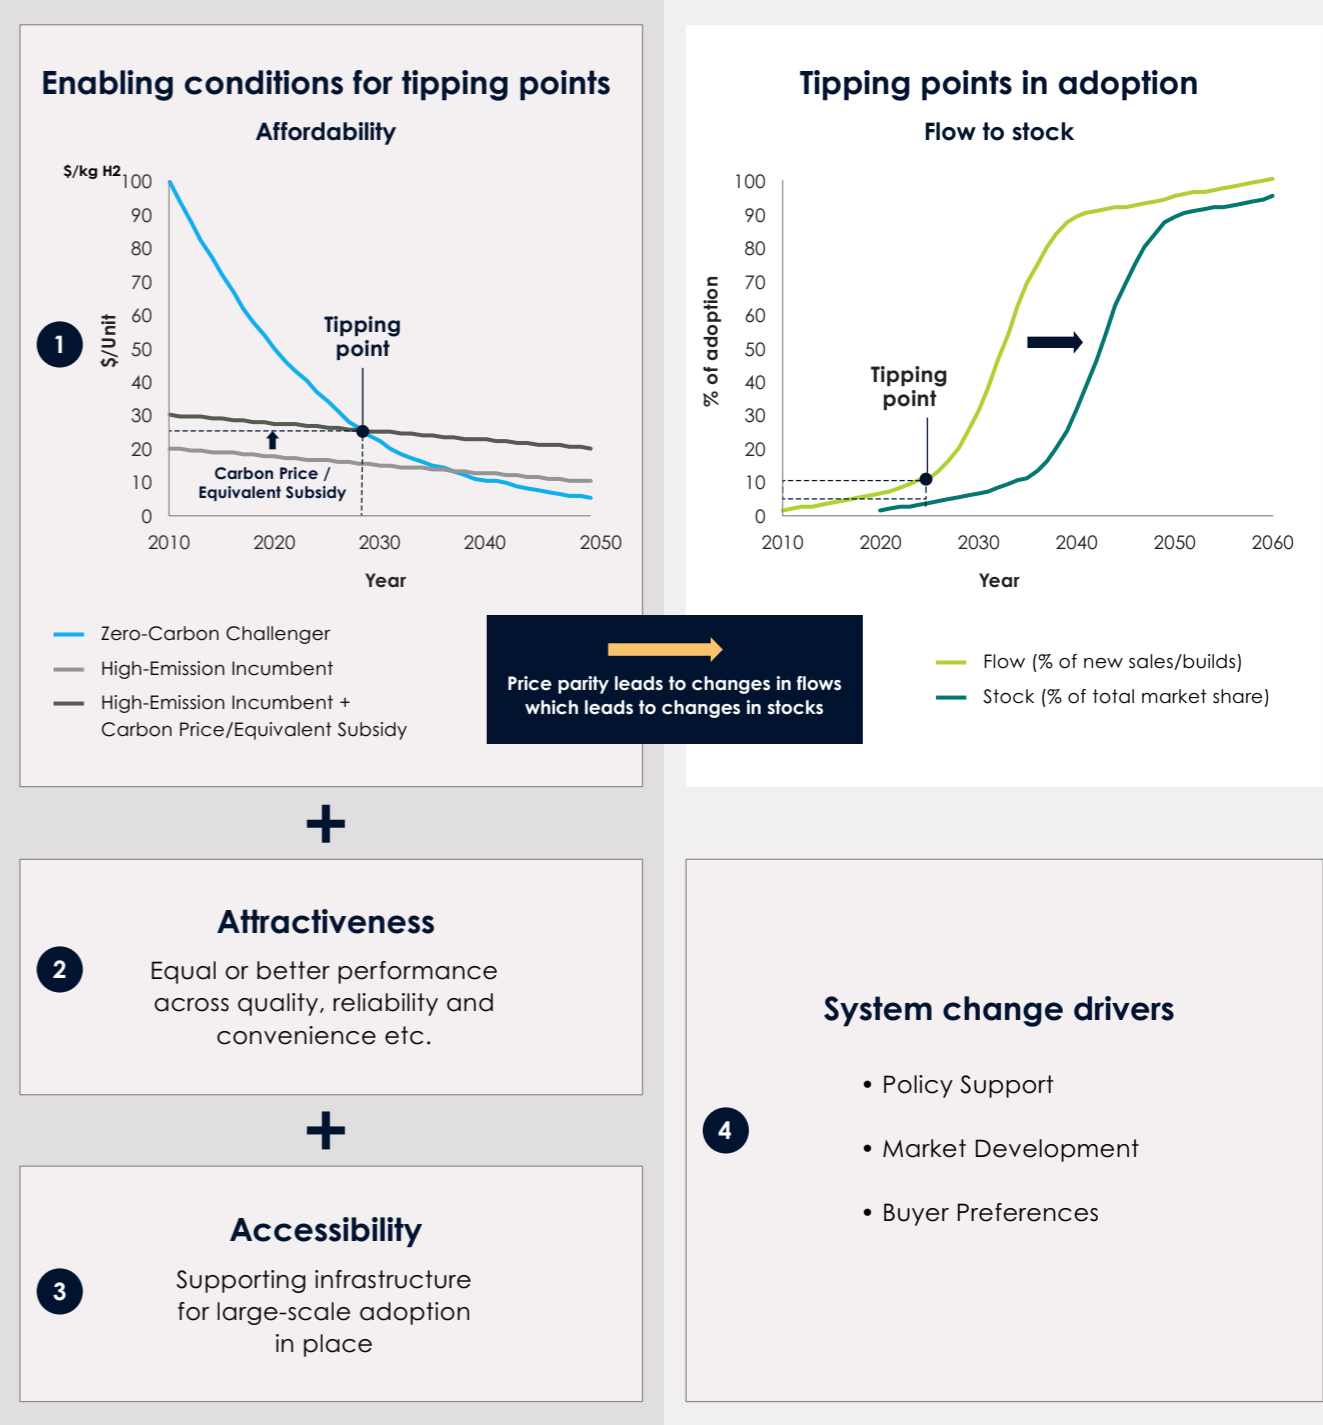 Enabling conditions for tipping points
Affordability
$/kg H2
100
90
80
70
60
50
40
30
20
10
0
$/Unit
1
Tipping
point
Carbon Price /
Equivalent Subsidy
2010
2020
2030
2040
2050
Year
Zero-Carbon Challenger
High-Emission Incumbent
High-Emission Incumbent +
Carbon Price/Equivalent Subsidy
Tipping points in adoption
Flow to stock
100
90
80
70
60
50
40
30
20
10
0
% of adoption
Tipping
point
2010
2020
2030
2040
2050
2060
Year
Flow (% of new sales/builds)
Stock (% of total market share)
Price parity leads to changes in flows
which leads to changes in stocks
+
2
Attractiveness
Equal or better performance
across quality, reliability and
convenience etc.
+
3
Accessibility
Supporting infrastructure
for large-scale adoption
in place
4
System change drivers
• Policy Support
• Market Development
• Buyer Preferences